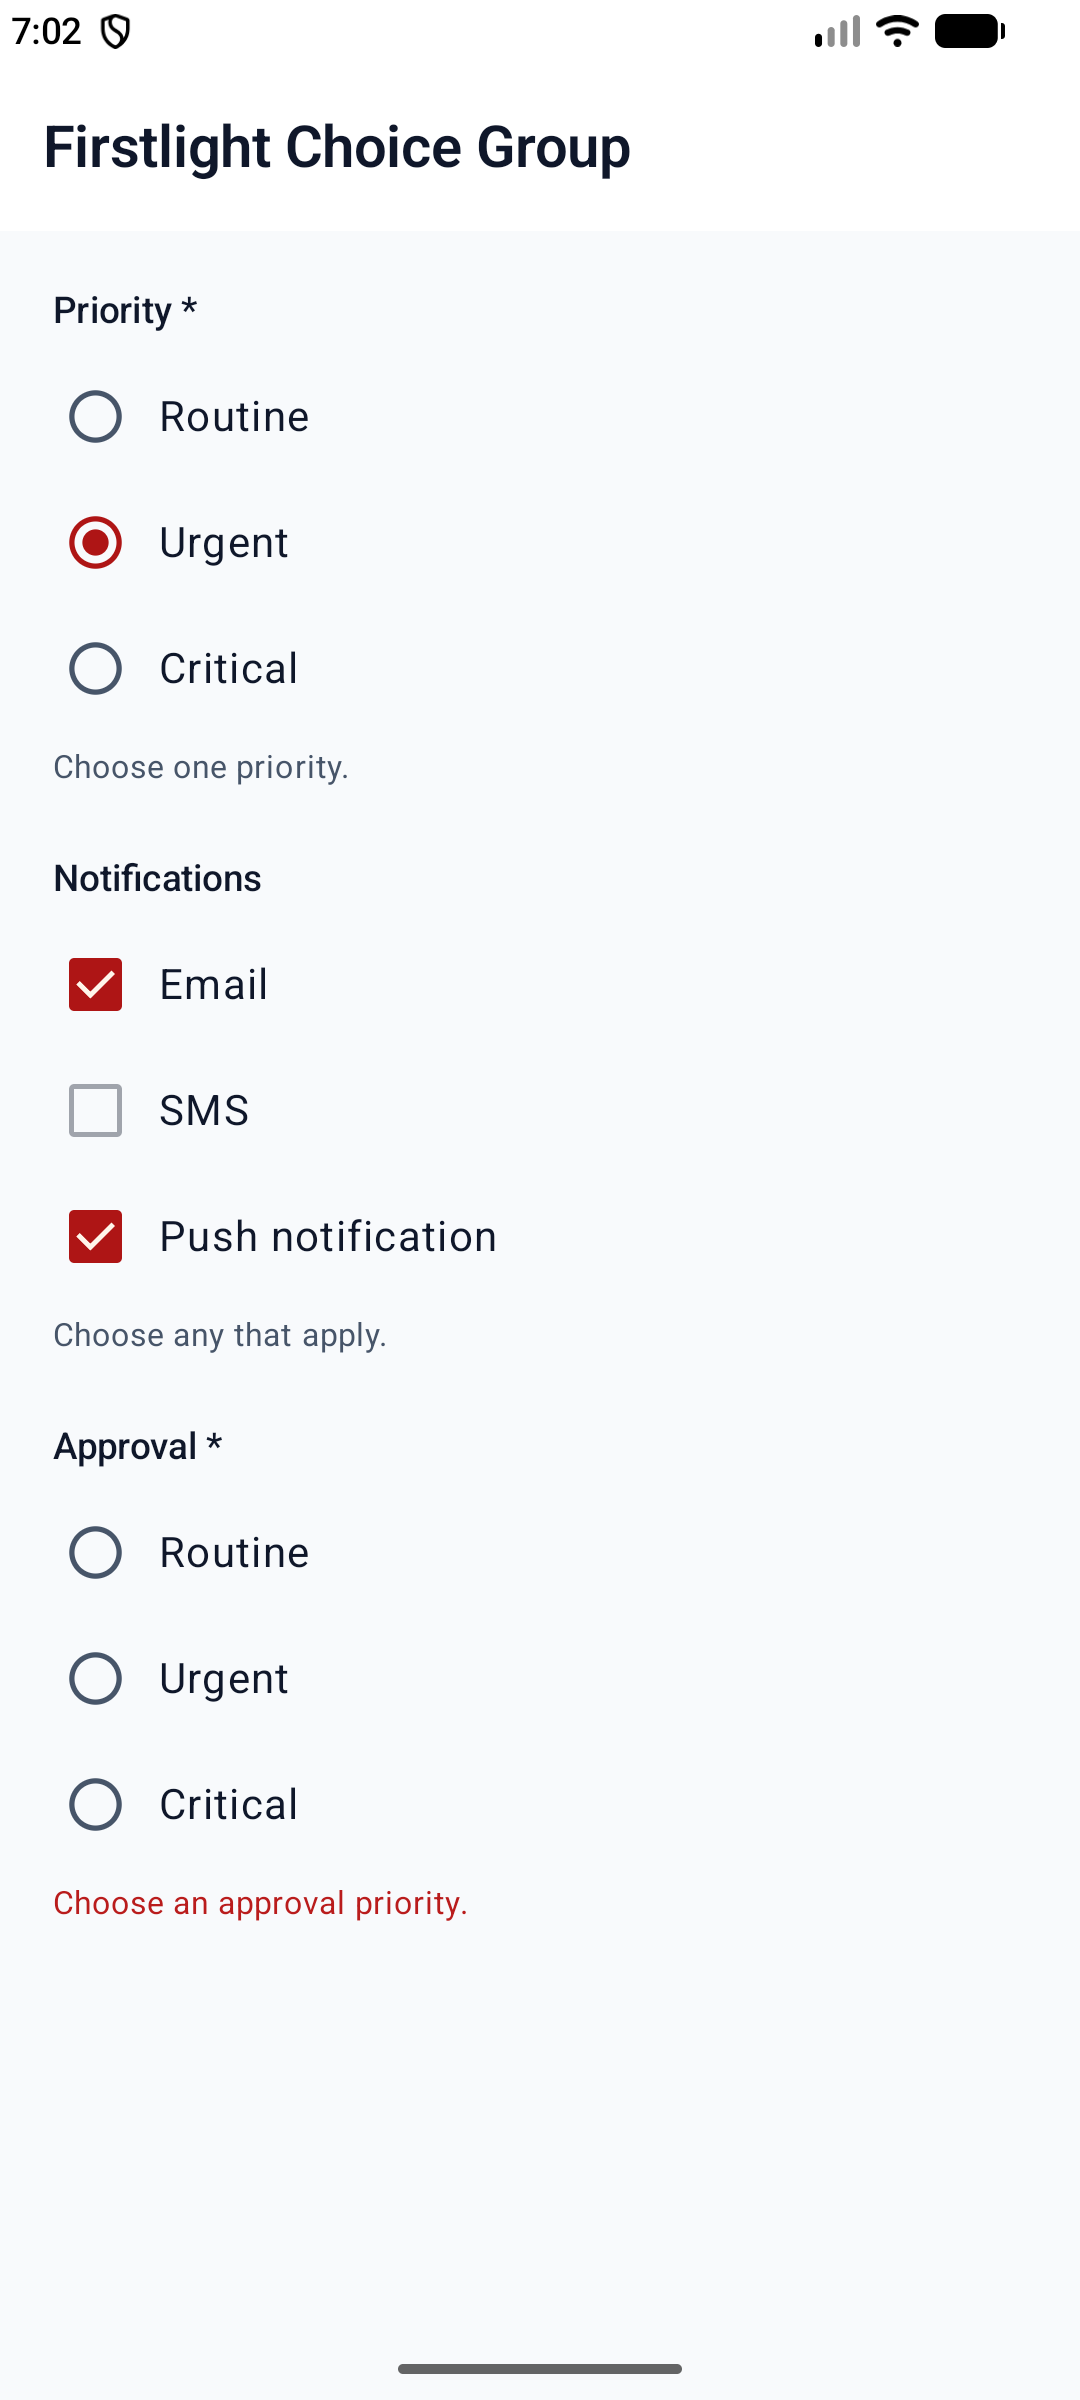 7:02
Firstlight Choice Group
Priority *
Routine
Urgent
Critical
Choose one priority.
Notifications
Email
SMS
Push notification
Choose any that apply.
Approval *
Routine
Urgent
Critical
Choose an approval priority.